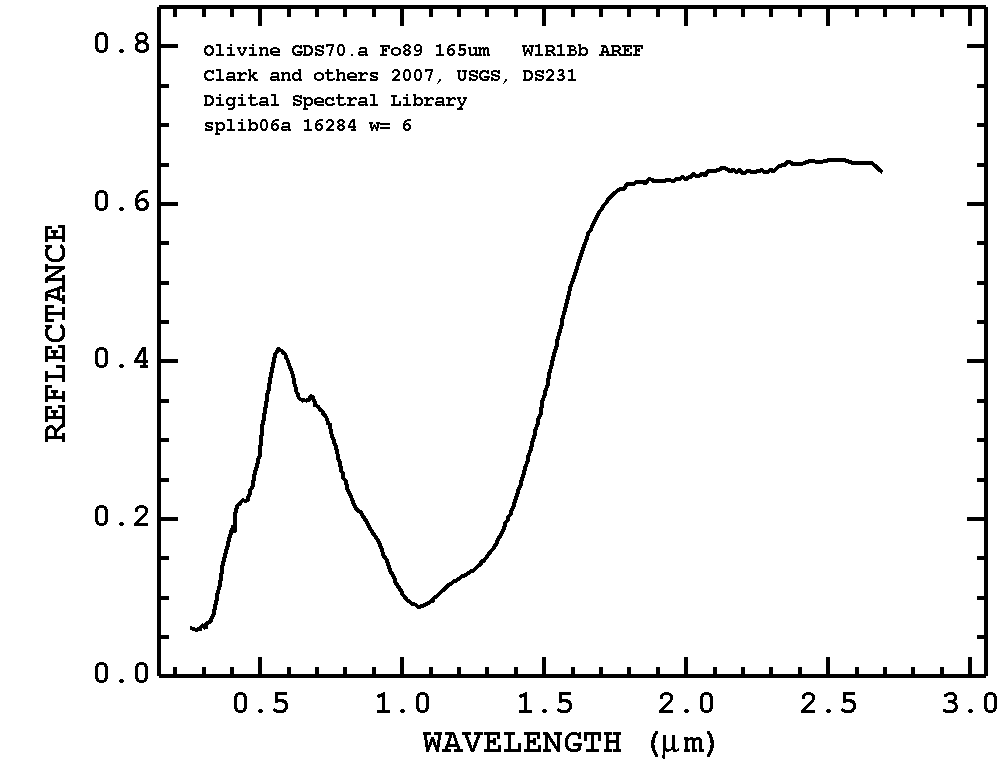 Olivine GDS70.a Fo89 165um W1R1Bb AREF
Clark and others 2007, USGS, DS231
Digital Spectral Library
splib06a 16284 w= 6
REFLECTANCE
0.8
0.6
0.4
0.2
0.0
0.5 1.0 1.5 2.0 2.5 3.0
WAVELENGTH (μm)